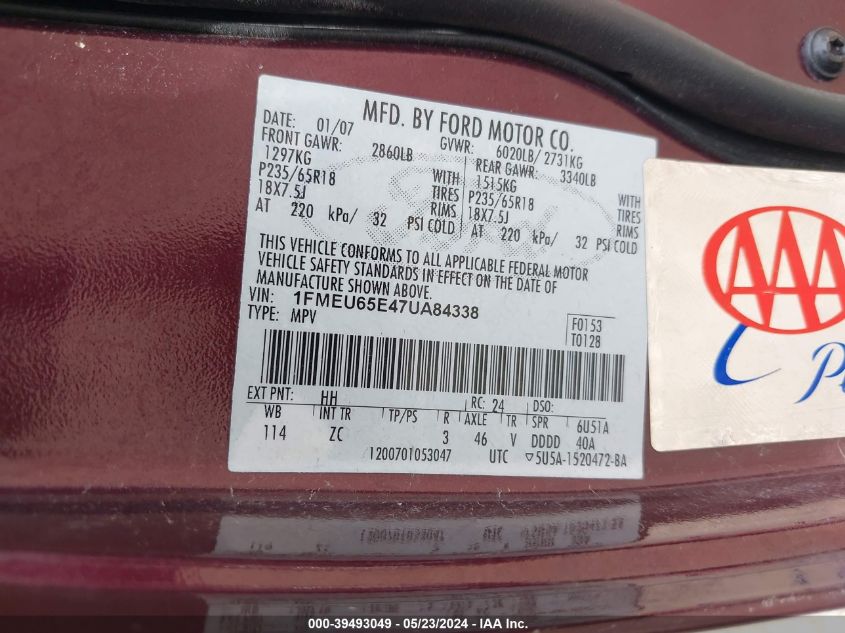 MFD. BY FORD MOTOR CO.
DATE: 01/07 GVWR: 6020LB/ 2731KG
FRONT GAWR: 2860LB REAR GAWR: 3340LB
1297KG WITH 1515KG WITH
P235/65R18 TIRES P235/65R18 TIRES
18X7.5J RIMS 18X7.5J RIMS
AT 220 kPa/ 32 PSI COLD AT 220 kPa/ 32 PSI COLD
THIS VEHICLE CONFORMS TO ALL APPLICABLE FEDERAL MOTOR
VEHICLE SAFETY STANDARDS IN EFFECT ON THE DATE OF
MANUFACTURE SHOWN ABOVE.
VIN: 1FMEU65E47UA84338
TYPE: MPV
F0153
T0128
EXT PNT: HH RC: 24 DSO:
WB INT TR TP/PS R AXLE TR SPR 6U51A
114 ZC 3 46 V DDDD 40A
1200701053047 UTC ▽5U5A-1520472-BA
AAA
000-39493049 / 05/23/2024 - IAAI.COM